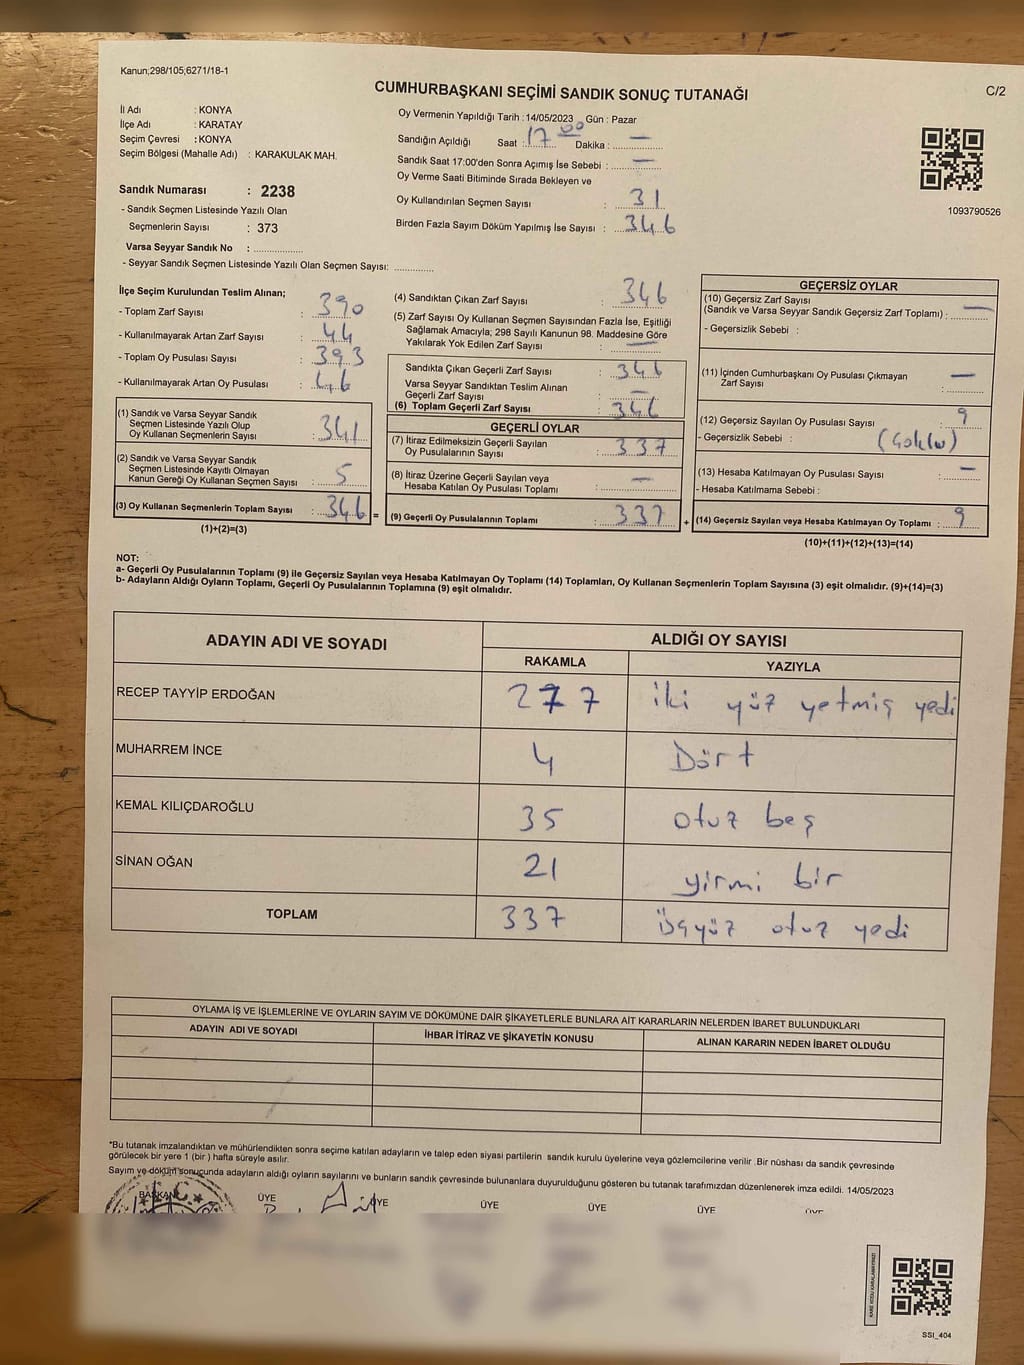 Kanun;298/105;6271/18-1
C/2
CUMHURBAŞKANI SEÇİMİ SANDIK SONUÇ TUTANAĞI
İl Adı : KONYA
İlçe Adı : KARATAY
Seçim Çevresi : KONYA
Seçim Bölgesi (Mahalle Adı) : KARAKULAK MAH.
Oy Vermenin Yapıldığı Tarih :14/05/2023 Gün : Pazar
Sandığın Açıldığı Saat : 17 00 Dakika : —
Sandık Saat 17:00'den Sonra Açımış İse Sebebi : —
Oy Verme Saati Bitiminde Sırada Bekleyen ve
Oy Kullandırılan Seçmen Sayısı : 31
Birden Fazla Sayım Döküm Yapılmış İse Sayısı : 346
1093790526
Sandık Numarası : 2238
- Sandık Seçmen Listesinde Yazılı Olan
Seçmenlerin Sayısı : 373
Varsa Seyyar Sandık No :
- Seyyar Sandık Seçmen Listesinde Yazılı Olan Seçmen Sayısı:
İlçe Seçim Kurulundan Teslim Alınan;
- Toplam Zarf Sayısı : 390
- Kullanılmayarak Artan Zarf Sayısı : 44
- Toplam Oy Pusulası Sayısı : 393
- Kullanılmayarak Artan Oy Pusulası : 46
(1) Sandık ve Varsa Seyyar Sandık
Seçmen Listesinde Yazılı Olup
Oy Kullanan Seçmenlerin Sayısı : 341
(2) Sandık ve Varsa Seyyar Sandık
Seçmen Listesinde Kayıtlı Olmayan
Kanun Gereği Oy Kullanan Seçmen Sayısı : 5
(3) Oy Kullanan Seçmenlerin Toplam Sayısı : 346 =
(1)+(2)=(3)
(4) Sandıktan Çıkan Zarf Sayısı : 346
(5) Zarf Sayısı Oy Kullanan Seçmen Sayısından Fazla İse, Eşitliği
Sağlamak Amacıyla; 298 Sayılı Kanunun 98. Maddesine Göre
Yakılarak Yok Edilen Zarf Sayısı : —
Sandıkta Çıkan Geçerli Zarf Sayısı : 346
Varsa Seyyar Sandıktan Teslim Alınan
Geçerli Zarf Sayısı : —
(6) Toplam Geçerli Zarf Sayısı : 346
GEÇERLİ OYLAR
(7) İtiraz Edilmeksizin Geçerli Sayılan
Oy Pusulalarının Sayısı : 337
(8) İtiraz Üzerine Geçerli Sayılan veya
Hesaba Katılan Oy Pusulası Toplamı : —
(9) Geçerli Oy Pusulalarının Toplamı : 337 +
GEÇERSİZ OYLAR
(10) Geçersiz Zarf Sayısı
(Sandık ve Varsa Seyyar Sandık Geçersiz Zarf Toplamı) : —
- Geçersizlik Sebebi :
(11) İçinden Cumhurbaşkanı Oy Pusulası Çıkmayan
Zarf Sayısı : —
(12) Geçersiz Sayılan Oy Pusulası Sayısı : 9
- Geçersizlik Sebebi :
(13) Hesaba Katılmayan Oy Pusulası Sayısı : —
- Hesaba Katılmama Sebebi :
(14) Geçersiz Sayılan veya Hesaba Katılmayan Oy Toplamı : 9
(10)+(11)+(12)+(13)=(14)
NOT:
a- Geçerli Oy Pusulalarının Toplamı (9) ile Geçersiz Sayılan veya Hesaba Katılmayan Oy Toplamı (14) Toplamları, Oy Kullanan Seçmenlerin Toplam Sayısına (3) eşit olmalıdır. (9)+(14)=(3)
b- Adayların Aldığı Oyların Toplamı, Geçerli Oy Pusulalarının Toplamına (9) eşit olmalıdır.
ADAYIN ADI VE SOYADI ALDIĞI OY SAYISI
RAKAMLA YAZIYLA
RECEP TAYYİP ERDOĞAN 277 iki yüz yetmiş yedi
MUHARREM İNCE 4 Dört
KEMAL KILIÇDAROĞLU 35 otuz beş
SİNAN OĞAN 21 yirmi bir
TOPLAM 337 üçyüz otuz yedi
OYLAMA İŞ VE İŞLEMLERİNE VE OYLARIN SAYIM VE DÖKÜMÜNE DAİR ŞİKAYETLERLE BUNLARA AİT KARARLARIN NELERDEN İBARET BULUNDUKLARI
ADAYIN ADI VE SOYADI İHBAR İTİRAZ VE ŞİKAYETİN KONUSU ALINAN KARARIN NEDEN İBARET OLDUĞU
*Bu tutanak imzalandıktan ve mühürlendikten sonra seçime katılan adayların ve talep eden siyasi partilerin sandık kurulu üyelerine veya gözlemcilerine verilir .Bir nüshası da sandık çevresinde
görülecek bir yere 1 (bir ) hafta süreyle asılır.
Sayım ve döküm sonucunda adayların aldığı oyların sayılarını ve bunların sandık çevresinde bulunanlara duyurulduğunu gösteren bu tutanak tarafımızdan düzenlenerek imza edildi. 14/05/2023
BAŞKAN ÜYE ÜYE ÜYE ÜYE ÜYE ÜYE
T.C.
SSI_404